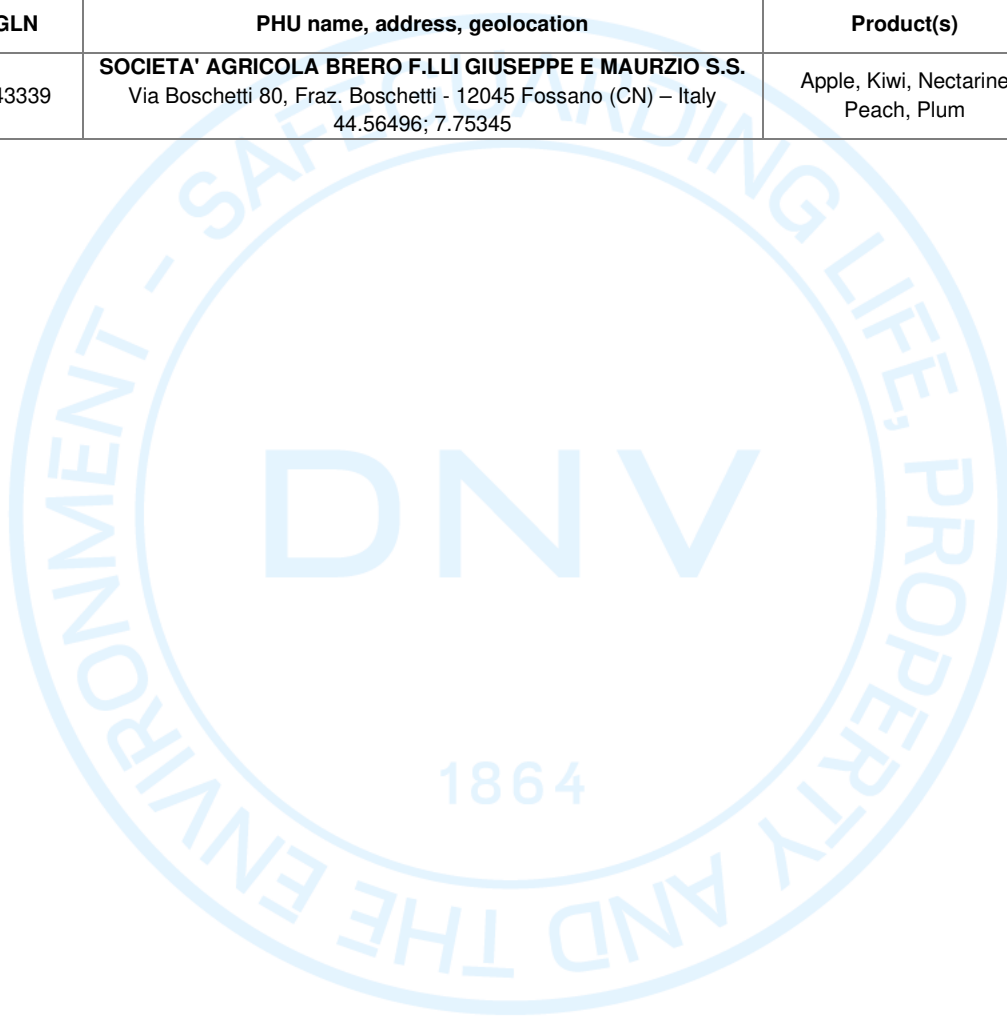 GLN PHU name, address, geolocation Product(s)
43339 SOCIETA' AGRICOLA BRERO F.LLI GIUSEPPE E MAURZIO S.S. Apple, Kiwi, Nectarine
Via Boschetti 80, Fraz. Boschetti - 12045 Fossano (CN) – Italy Peach, Plum
44.56496; 7.75345
SAFEGUARDING LIFE, PROPERTY AND THE ENVIRONMENT -
DNV
1864